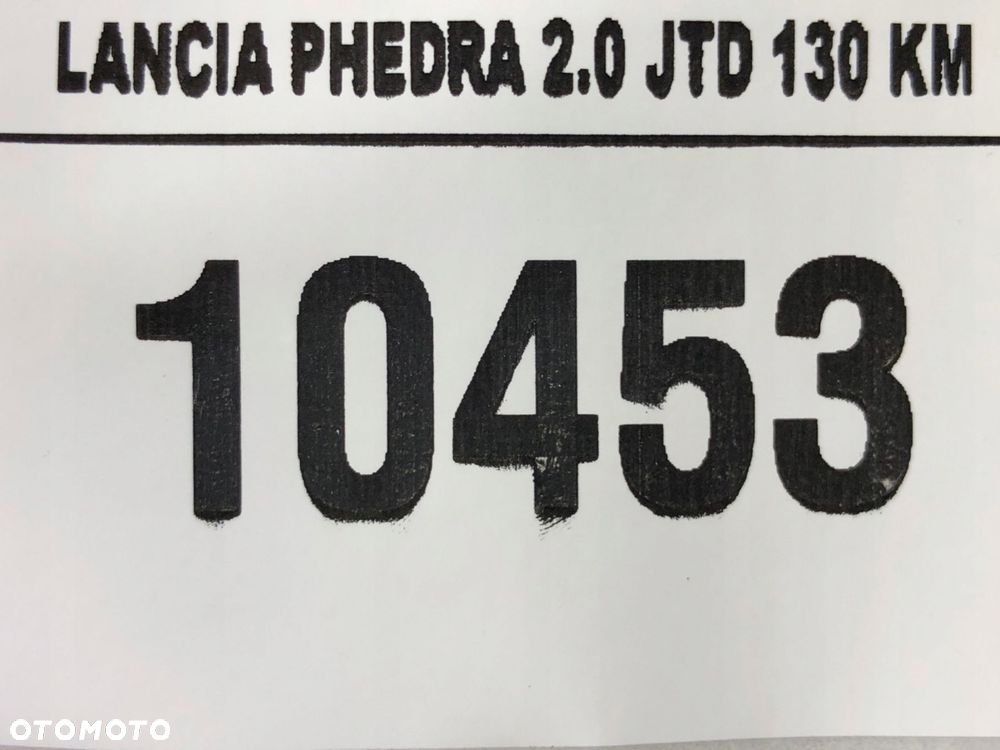 LANCIA PHEDRA 2.0 JTD 130 KM
10453
OTOMOTO